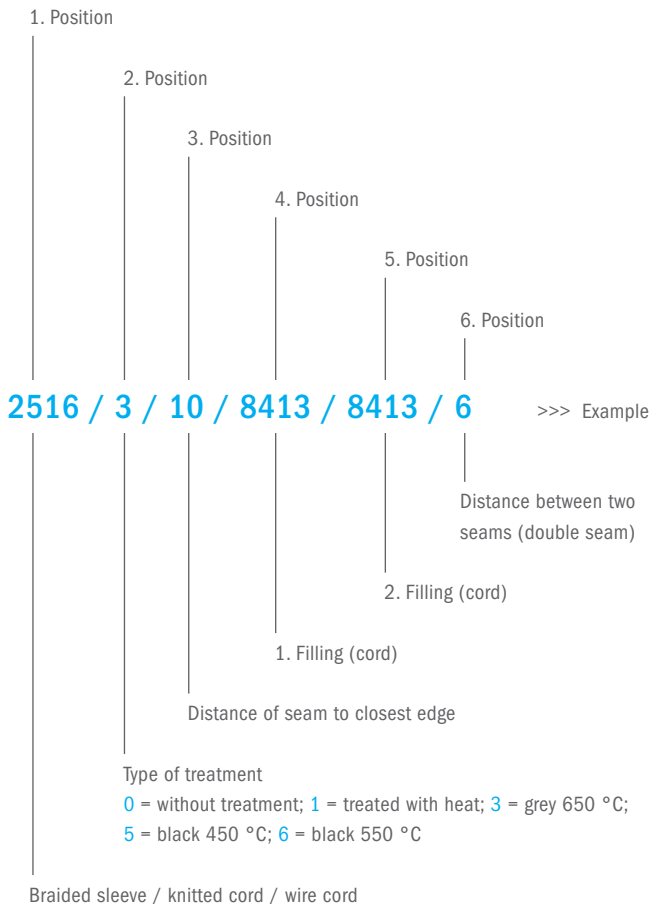 1. Position
2. Position
3. Position
4. Position
5. Position
6. Position
2516 / 3 / 10 / 8413 / 8413 / 6 >>> Example
Distance between two
seams (double seam)
2. Filling (cord)
1. Filling (cord)
Distance of seam to closest edge
Type of treatment
0 = without treatment; 1 = treated with heat; 3 = grey 650 °C;
5 = black 450 °C; 6 = black 550 °C
Braided sleeve / knitted cord / wire cord